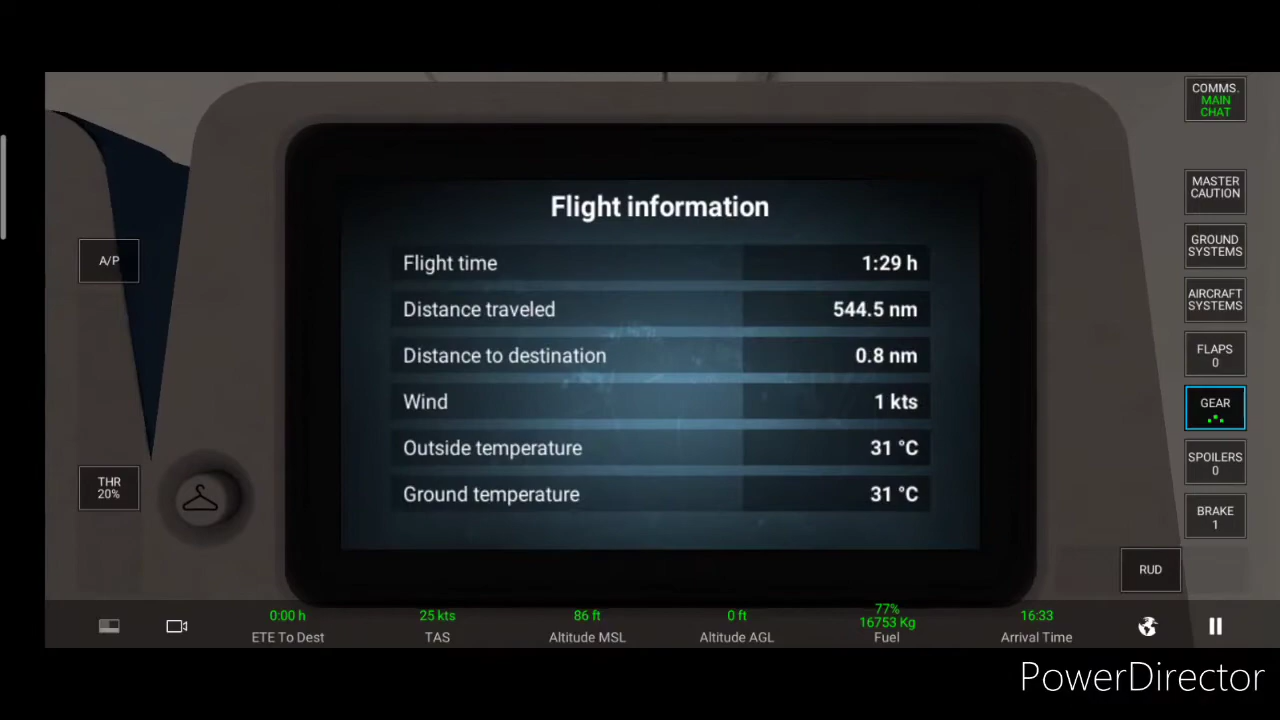 COMMS.
MAIN
CHAT
MASTER
CAUTION
Flight information
GROUND
SYSTEMS
A/P
Flight time 1:29 h
AIRCRAFT
SYSTEMS
Distance traveled 544.5 nm
Distance to destination 0.8 nm
FLAPS
0
Wind 1 kts
GEAR
Outside temperature 31 °C
SPOILERS
0
THR
20%
Ground temperature 31 °C
BRAKE
1
RUD
0:00 h
ETE To Dest
25 kts
TAS
86 ft
Altitude MSL
0 ft
Altitude AGL
77%
16753 Kg
Fuel
16:33
Arrival Time
PowerDirector